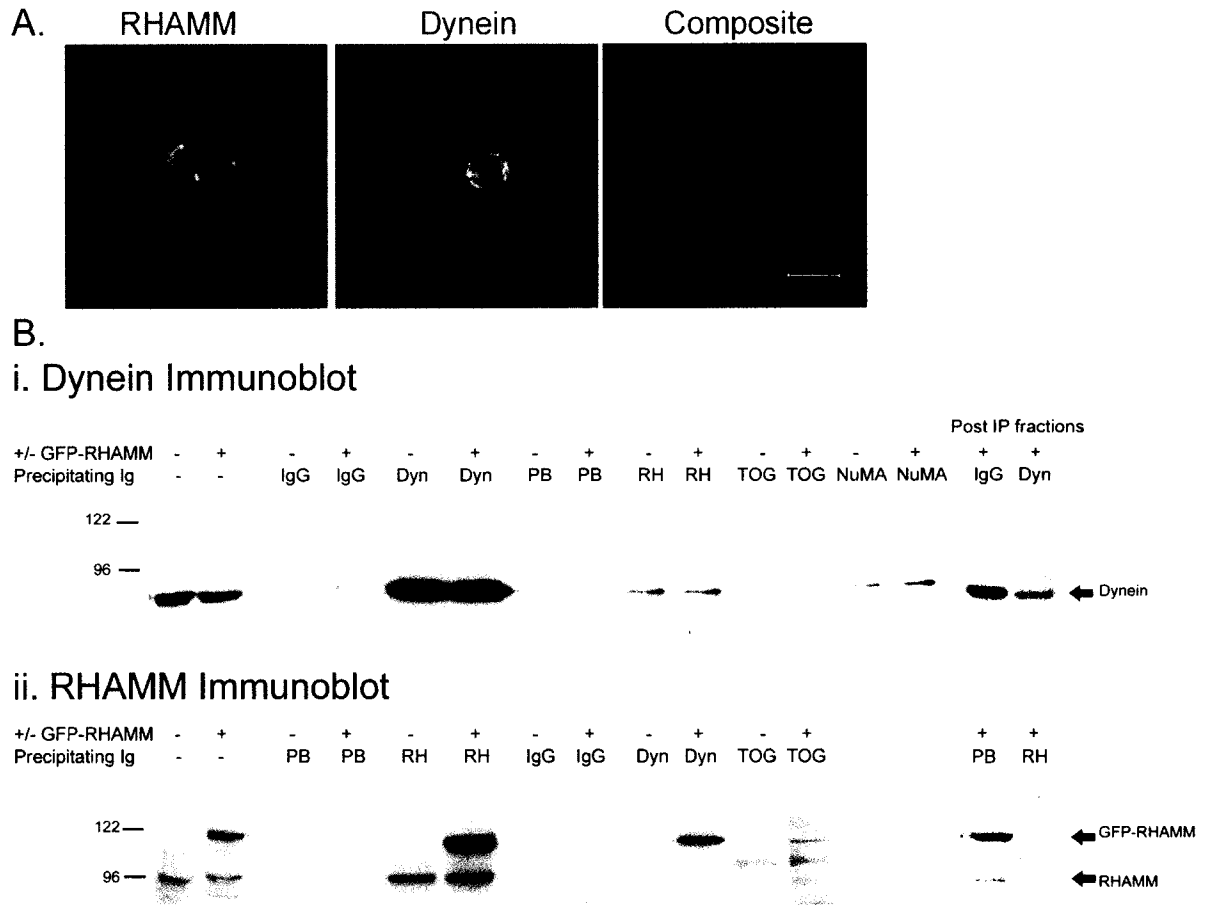 A. RHAMM Dynein Composite
B.
i. Dynein Immunoblot
Post IP fractions
+/- GFP-RHAMM - + - + - + - + - + - + - + + +
Precipitating Ig - - IgG IgG Dyn Dyn PB PB RH RH TOG TOG NuMA NuMA IgG Dyn
122
96
Dynein
ii. RHAMM Immunoblot
+/- GFP-RHAMM - + - + - + - + - + - + + +
Precipitating Ig - - PB PB RH RH IgG IgG Dyn Dyn TOG TOG PB RH
122
GFP-RHAMM
96
RHAMM